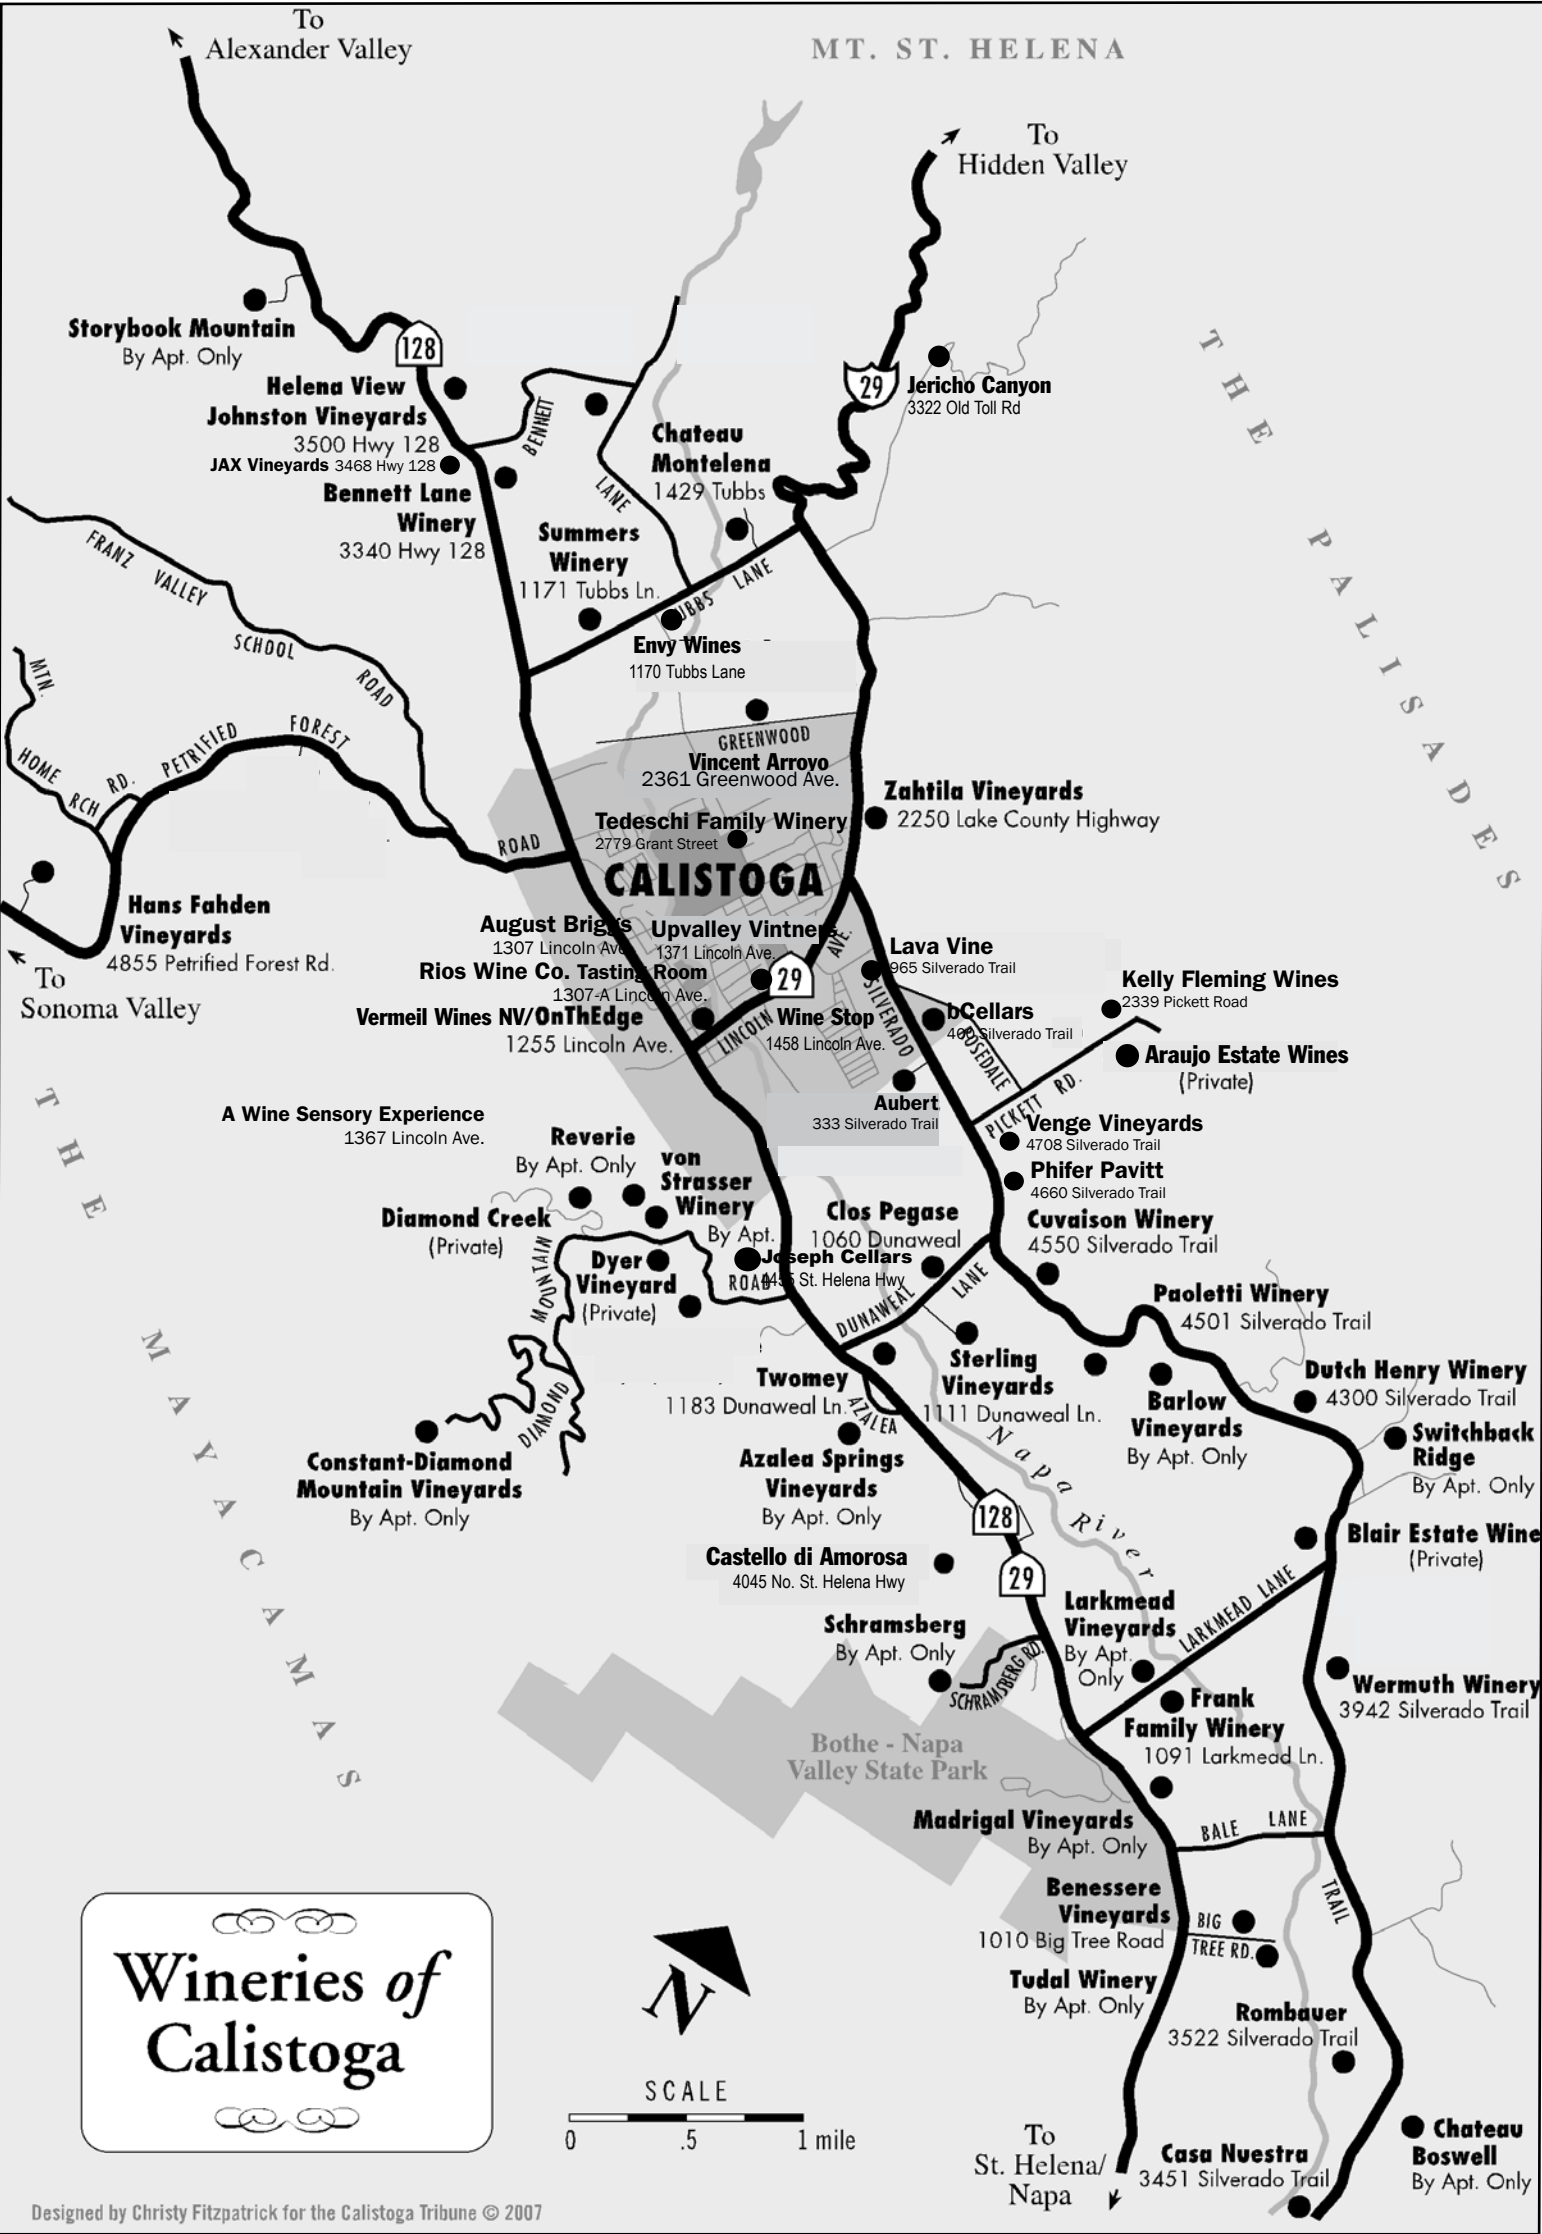 To
Alexander Valley
MT. ST. HELENA
To
Hidden Valley
Storybook Mountain
By Apt. Only
128
Helena View
Johnston Vineyards
3500 Hwy 128
JAX Vineyards 3468 Hwy 128
Bennett Lane
Winery
3340 Hwy 128
BENNETT
LANE
29
Jericho Canyon
3322 Old Toll Rd
Chateau
Montelena
1429 Tubbs
Summers
Winery
1171 Tubbs Ln.
UBBS LANE
Envy Wines
1170 Tubbs Lane
THE PALISADES
FRANZ VALLEY
SCHOOL
ROAD
MTN.
HOME
RCH
RD.
PETRIFIED FOREST
ROAD
GREENWOOD
Vincent Arroyo
2361 Greenwood Ave.
Zahtila Vineyards
2250 Lake County Highway
Tedeschi Family Winery
2779 Grant Street
CALISTOGA
Hans Fahden
Vineyards
4855 Petrified Forest Rd.
To
Sonoma Valley
August Briggs
1307 Lincoln Ave
Upvalley Vintners
1371 Lincoln Ave.
AVE.
Rios Wine Co. Tasting Room
1307-A Lincoln Ave.
29
Vermeil Wines NV/OnThEdge
1255 Lincoln Ave.
LINCOLN
Wine Stop
1458 Lincoln Ave.
Lava Vine
965 Silverado Trail
SILVERADO
Kelly Fleming Wines
2339 Pickett Road
bCellars
400 Silverado Trail
ROSEDALE
Araujo Estate Wines
(Private)
PICKETT RD.
Aubert
333 Silverado Trail
Venge Vineyards
4708 Silverado Trail
Phifer Pavitt
4660 Silverado Trail
A Wine Sensory Experience
1367 Lincoln Ave.
THE MAYACAMAS
Reverie
By Apt. Only
von
Strasser
Winery
By Apt.
Diamond Creek
(Private)
Clos Pegase
1060 Dunaweal
Cuvaison Winery
4550 Silverado Trail
Dyer
Vineyard
(Private)
Joseph Cellars
4455 St. Helena Hwy
ROAD
MOUNTAIN
DIAMOND
DUNAWEAL LANE
Paoletti Winery
4501 Silverado Trail
Twomey
1183 Dunaweal Ln.
Sterling
Vineyards
1111 Dunaweal Ln.
Barlow
Vineyards
By Apt. Only
Dutch Henry Winery
4300 Silverado Trail
Switchback
Ridge
By Apt. Only
AZALEA
Azalea Springs
Vineyards
By Apt. Only
Constant-Diamond
Mountain Vineyards
By Apt. Only
Napa River
128
29
Blair Estate Wine
(Private)
Castello di Amorosa
4045 No. St. Helena Hwy
Schramsberg
By Apt. Only
SCHRAMSBERG RD.
Larkmead
Vineyards
By Apt.
Only
LARKMEAD LANE
Wermuth Winery
3942 Silverado Trail
Frank
Family Winery
1091 Larkmead Ln.
Bothe - Napa
Valley State Park
Madrigal Vineyards
By Apt. Only
BALE LANE
TRAIL
Benessere
Vineyards
1010 Big Tree Road
BIG
TREE RD.
Tudal Winery
By Apt. Only
Rombauer
3522 Silverado Trail
Wineries of
Calistoga
N
SCALE
0 .5 1 mile
To
St. Helena/
Napa
Casa Nuestra
3451 Silverado Trail
Chateau
Boswell
By Apt. Only
Designed by Christy Fitzpatrick for the Calistoga Tribune © 2007